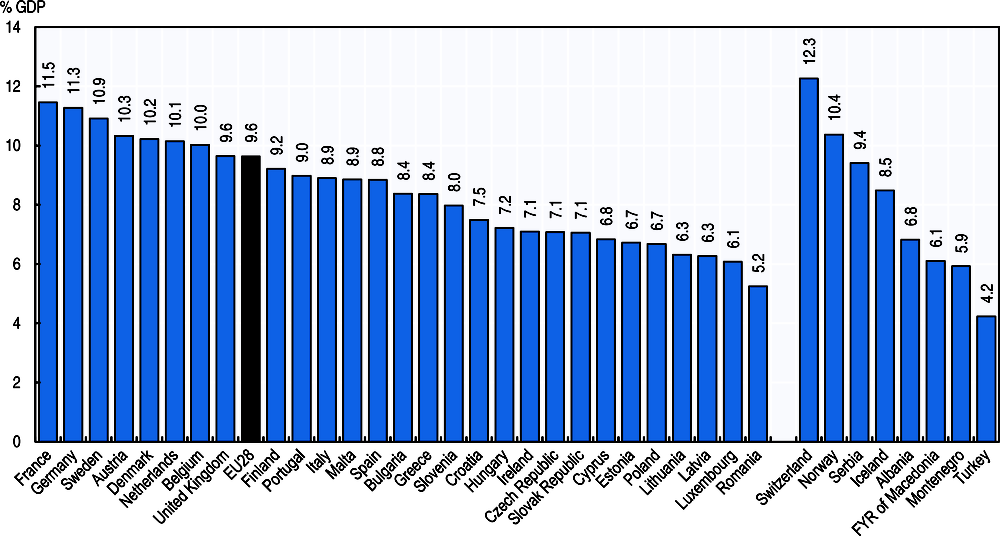 % GDP
14
12
10
8
6
4
2
0
11.5
11.3
10.9
10.3
10.2
10.1
10.0
9.6
9.6
9.2
9.0
8.9
8.9
8.8
8.4
8.4
8.0
7.5
7.2
7.1
7.1
7.1
6.8
6.7
6.7
6.3
6.3
6.1
5.2
12.3
10.4
9.4
8.5
6.8
6.1
5.9
4.2
France
Germany
Sweden
Austria
Denmark
Netherlands
Belgium
United Kingdom
EU28
Finland
Portugal
Italy
Malta
Spain
Bulgaria
Greece
Slovenia
Croatia
Hungary
Ireland
Czech Republic
Slovak Republic
Cyprus
Estonia
Poland
Lithuania
Latvia
Luxembourg
Romania
Switzerland
Norway
Serbia
Iceland
Albania
FYR of Macedonia
Montenegro
Turkey